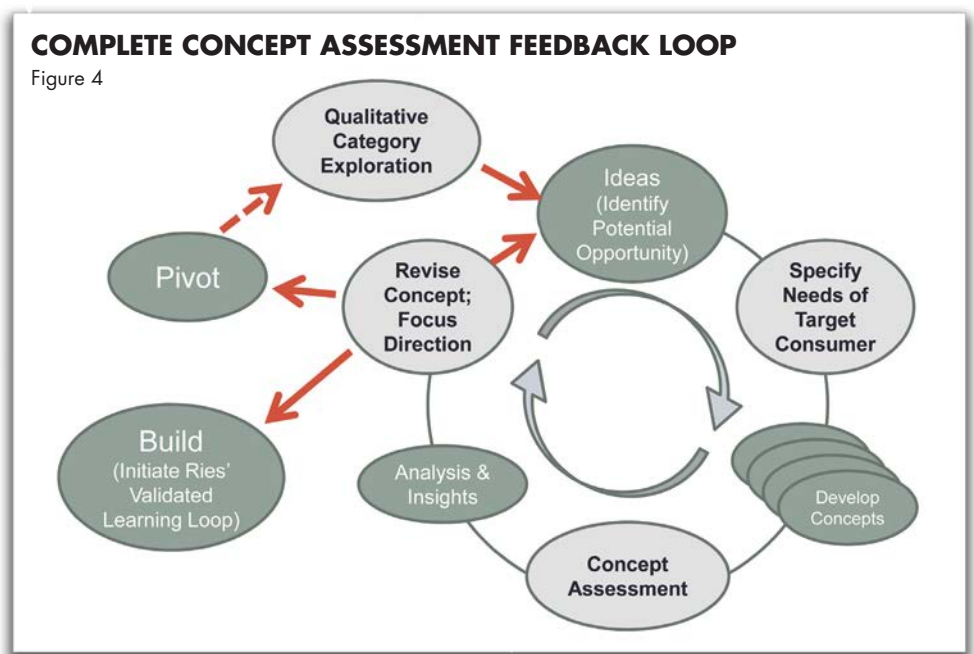 COMPLETE CONCEPT ASSESSMENT FEEDBACK LOOP
Figure 4
Qualitative
Category
Exploration
Ideas
(Identify
Potential
Opportunity)
Pivot
Revise
Concept;
Focus
Direction
Specify
Needs of
Target
Consumer
Build
(Initiate Ries'
Validated
Learning Loop)
Analysis &
Insights
Develop
Concepts
Concept
Assessment